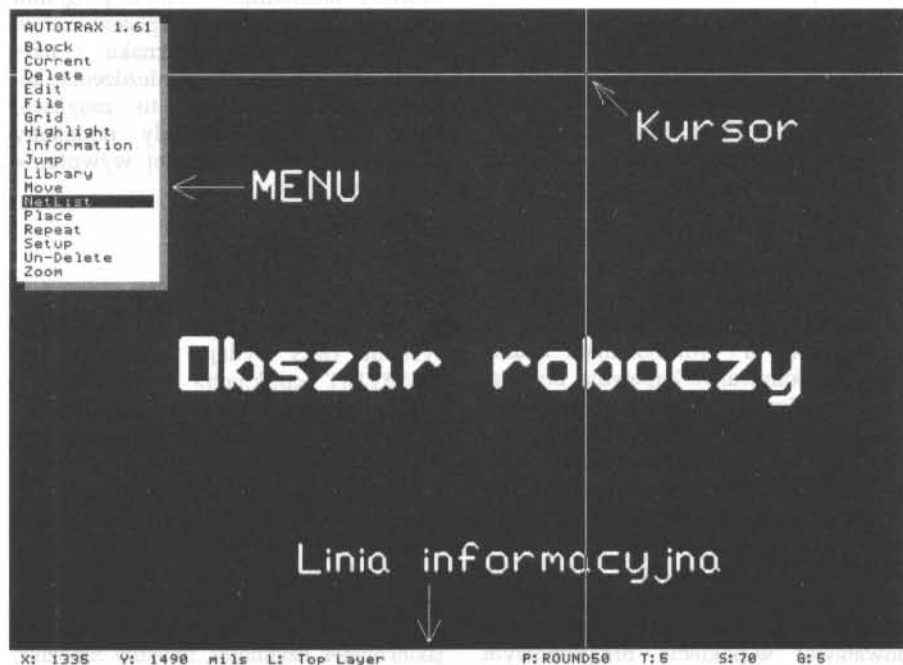 AUTOTRAX 1.61
Block
Current
Delete
Edit
File
Grid
Highlight
Information
Jump
Library
Move
NetList
Place
Repeat
Setup
Un-Delete
Zoom
Kursor
MENU
Obszar roboczy
Linia informacyjna
X: 1335 Y: 1490 mils L: Top Layer P:ROUND50 T:5 S:70 G:5